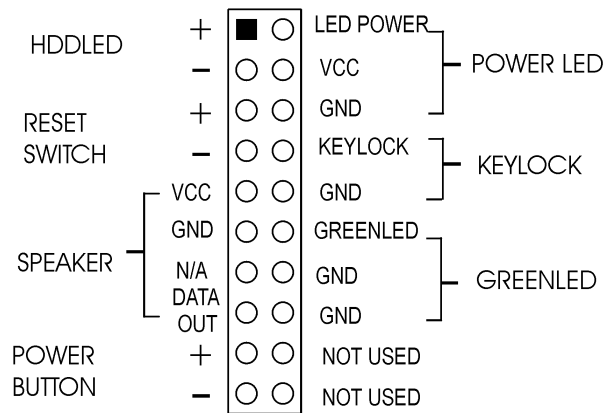 HDDLED
+
−
RESET
SWITCH
+
−
SPEAKER
VCC
GND
N/A
DATA
OUT
POWER
BUTTON
+
−
LED POWER
VCC
GND
POWER LED
KEYLOCK
GND
KEYLOCK
GREENLED
GND
GND
GREENLED
NOT USED
NOT USED